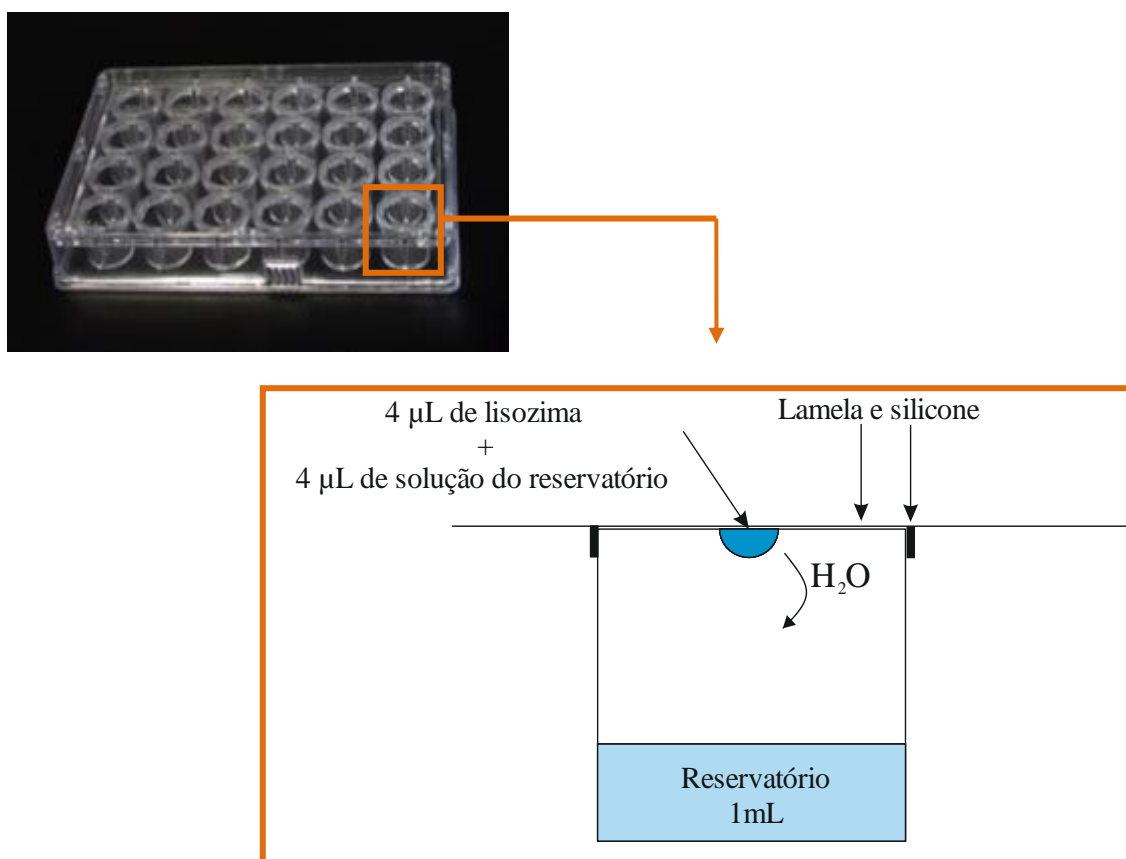 4 µL de lisozima
+
4 µL de solução do reservatório
Lamela e silicone
H₂O
Reservatório
1mL